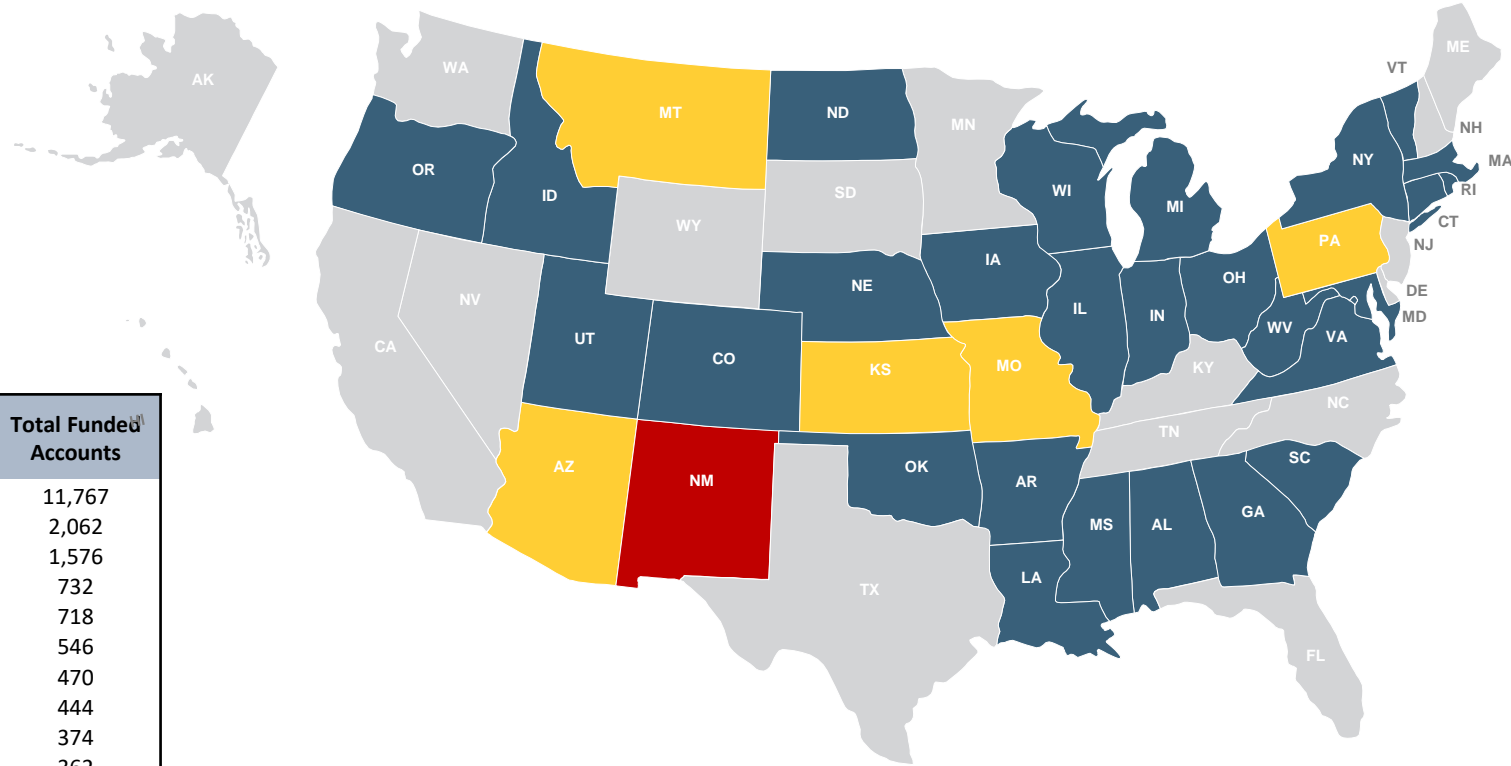 AK
WA
MT
ND
MN
VT
ME
NH
MA
RI
CT
NJ
DE
MD
OR
ID
WY
SD
WI
MI
NY
PA
CA
NV
UT
CO
NE
IA
IL
IN
OH
WV
VA
KS
MO
KY
NC
TN
AZ
NM
OK
AR
SC
MS
AL
GA
LA
TX
FL
HI
Total Funded
Accounts
11,767
2,062
1,576
732
718
546
470
444
374